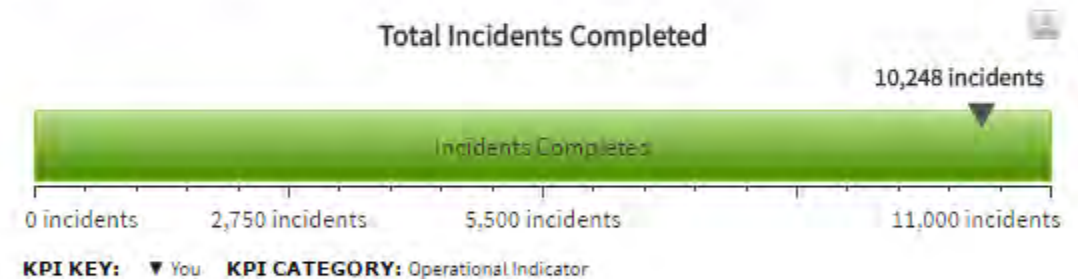 Total Incidents Completed
10,248 incidents
Incidents Completed
0 incidents 2,750 incidents 5,500 incidents 11,000 incidents
KPI KEY: ▼ You KPI CATEGORY: Operational Indicator